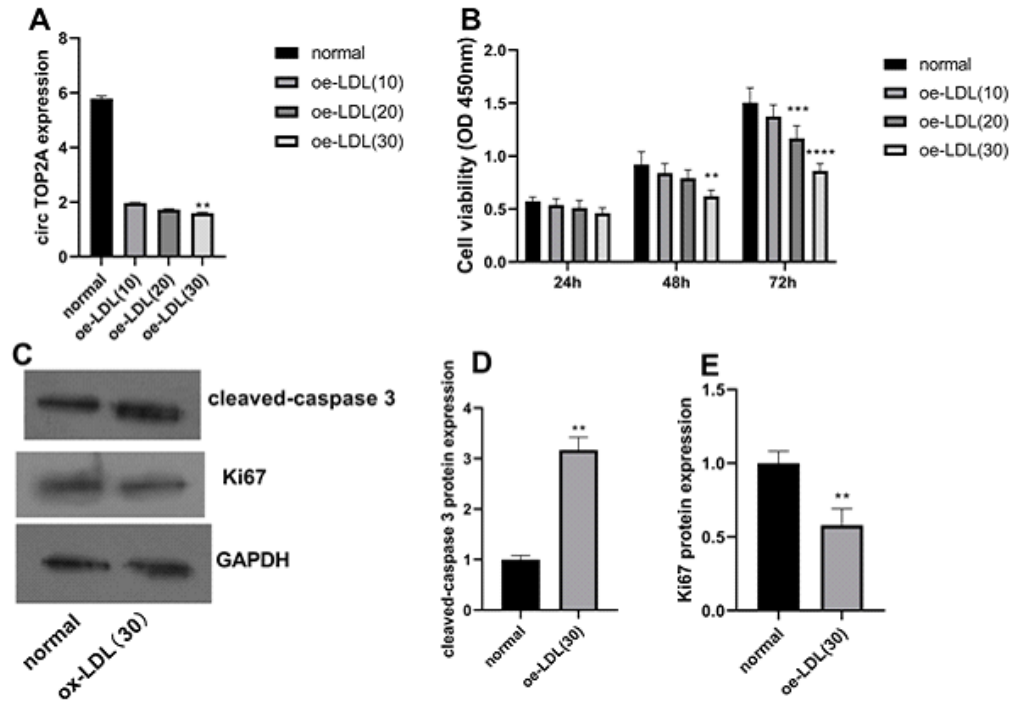 A
circ TOP2A expression
8
6
4
2
0
normal
oe-LDL(10)
oe-LDL(20)
oe-LDL(30)
**
normal
oe-LDL(10)
oe-LDL(20)
oe-LDL(30)
B
Cell viability (OD 450nm)
2.0
1.5
1.0
0.5
0.0
**
***
****
24h
48h
72h
normal
oe-LDL(10)
oe-LDL(20)
oe-LDL(30)
C
cleaved-caspase 3
Ki67
GAPDH
normal
ox-LDL(30)
D
cleaved-caspase 3 protein expression
4
3
2
1
0
**
normal
oe-LDL(30)
E
Ki67 protein expression
1.5
1.0
0.5
0.0
**
normal
oe-LDL(30)